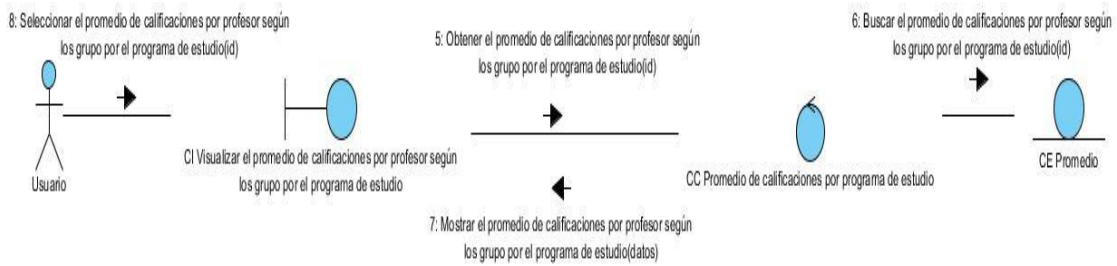 8: Seleccionar el promedio de calificaciones por profesor según
los grupo por el programa de estudio(id)
Usuario
CI Visualizar el promedio de calificaciones por profesor según
los grupo por el programa de estudio
5: Obtener el promedio de calificaciones por profesor según
los grupo por el programa de estudio(id)
7: Mostrar el promedio de calificaciones por profesor según
los grupo por el programa de estudio(datos)
CC Promedio de calificaciones por programa de estudio
6: Buscar el promedio de calificaciones por profesor según
los grupo por el programa de estudio(id)
CE Promedio